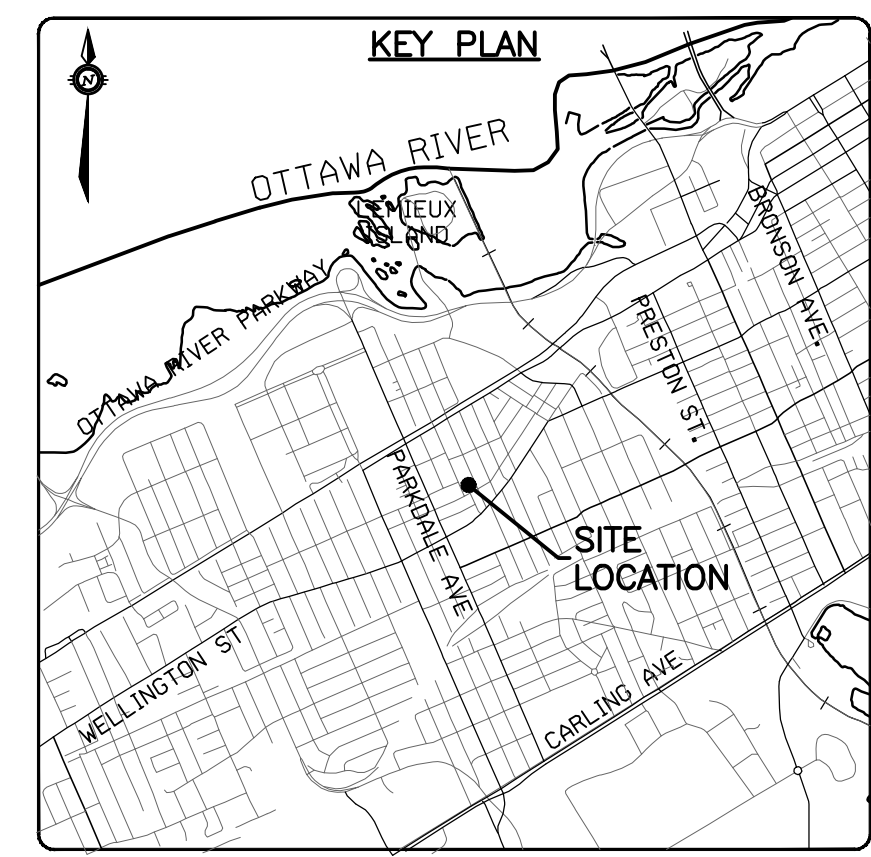 KEY PLAN
N
OTTAWA RIVER
LEMIEUX
ISLAND
BRONSON AVE.
OTTAWA RIVER PARKWAY
PRESTON ST.
PARKDALE AVE
SITE
LOCATION
WELLINGTON ST
CARLING AVE